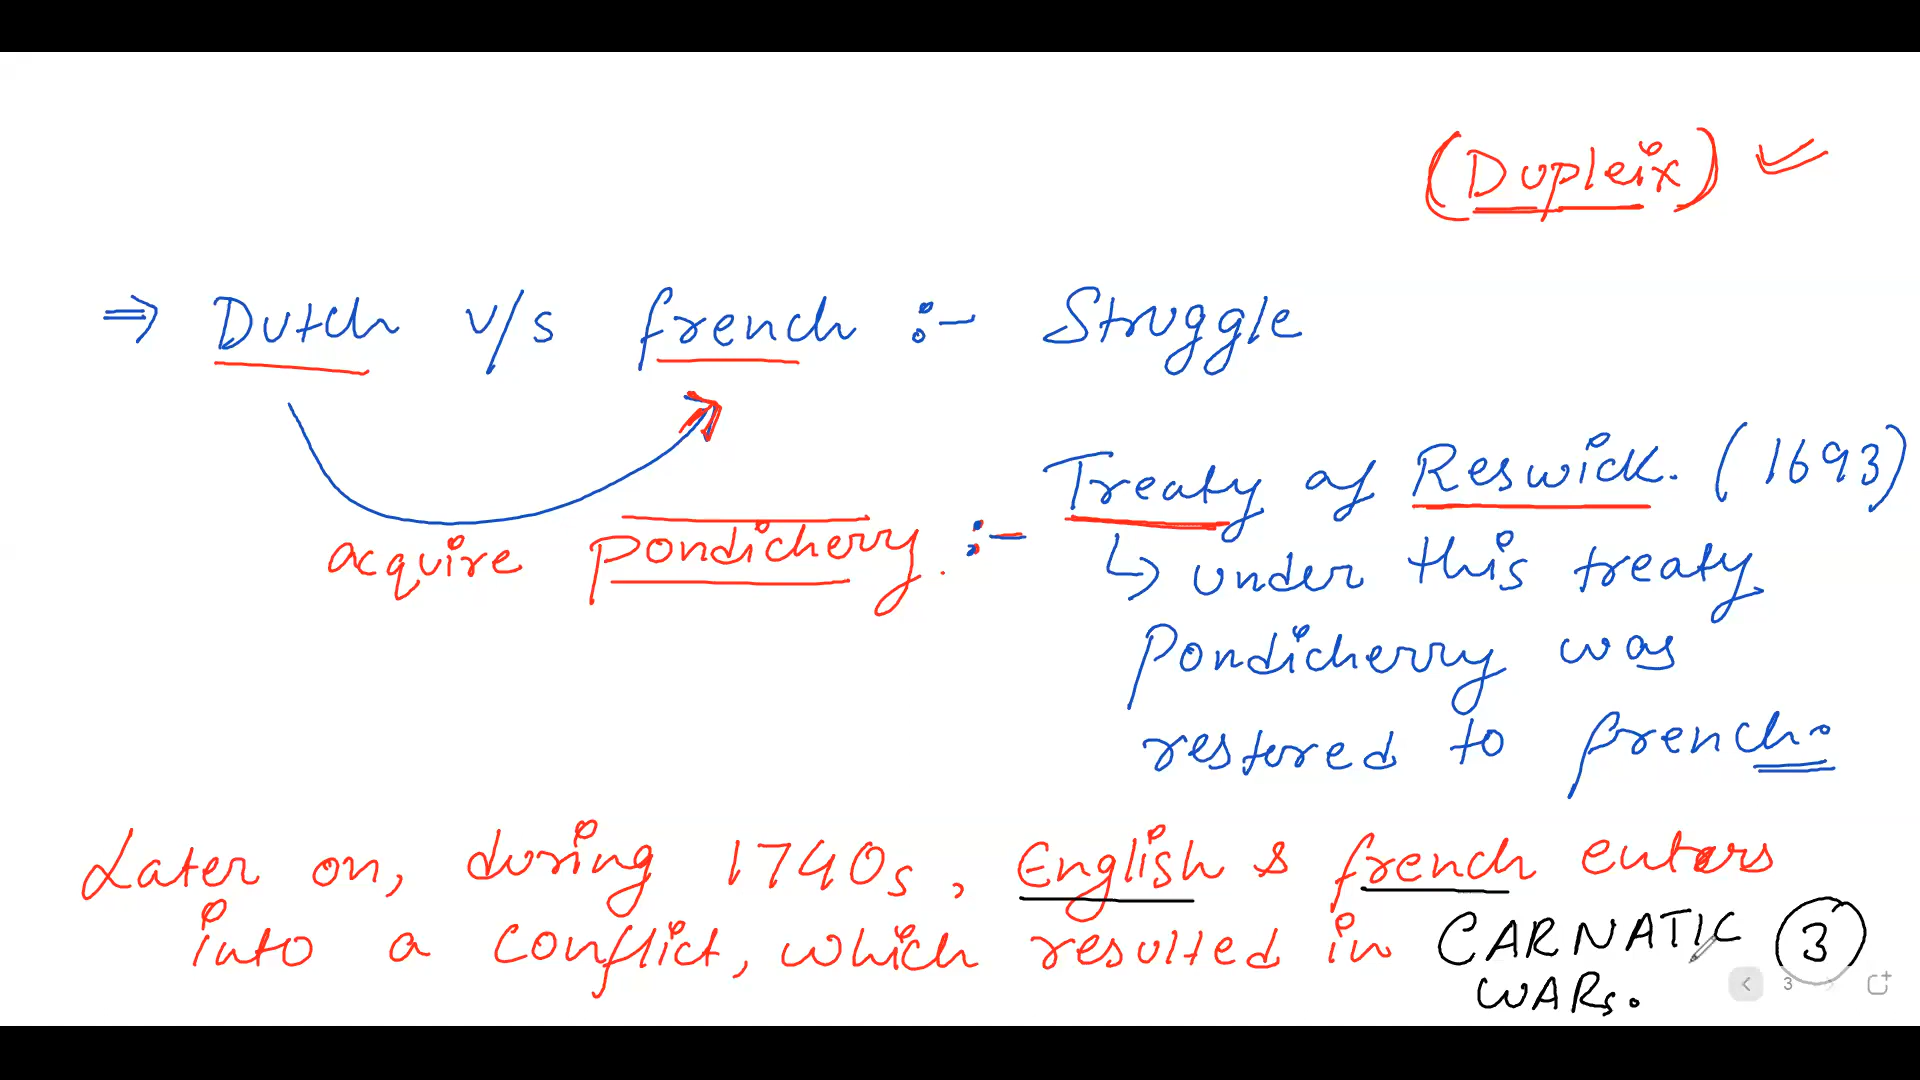 (Dupleix)
⇒ Dutch v/s french :- Struggle
acquire Pondicherry. :- Treaty of Reswick. (1693)
↳ under this treaty
Pondicherry was
restored to french.
Later on, during 1740s, English & french enters
into a conflict, which resulted in CARNATIC 3
WARs.
3